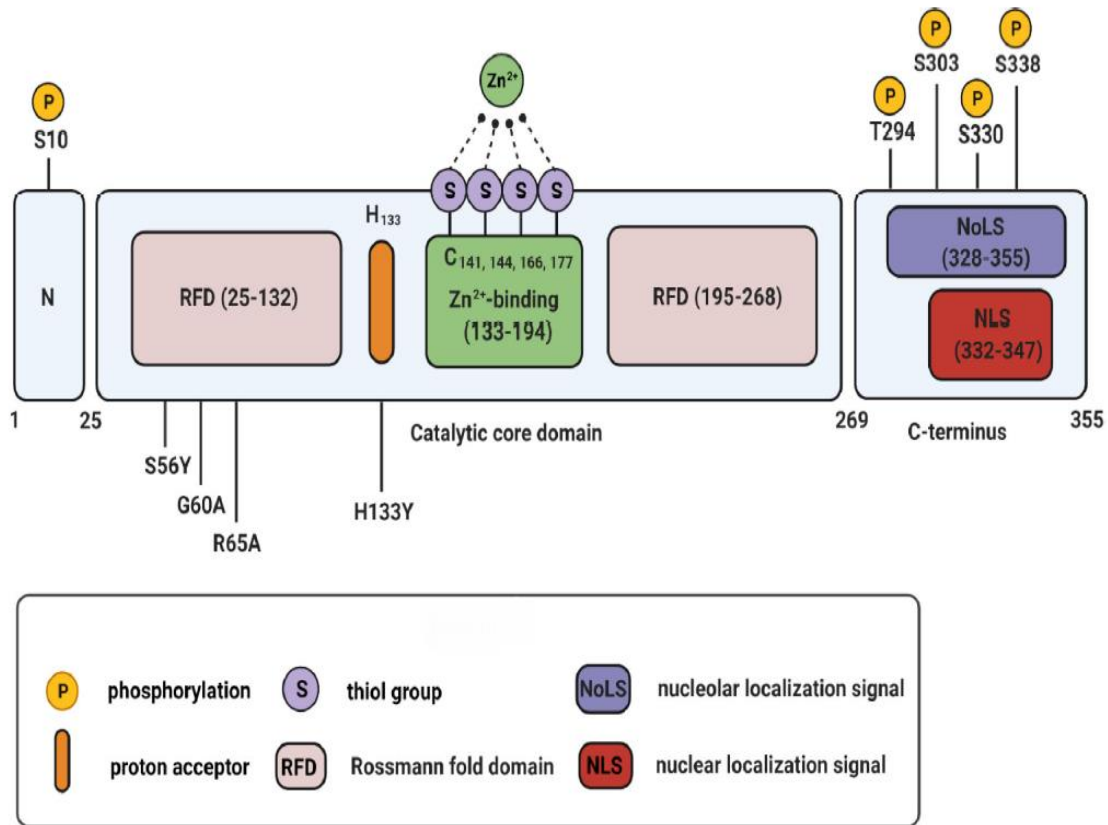 P
S303
P
S338
Zn²⁺
P
S10
P
T294
P
S330
S S S S
H₁₃₃
N
RFD (25-132)
C₁₄₁, ₁₄₄, ₁₆₆, ₁₇₇
Zn²⁺-binding
(133-194)
RFD (195-268)
NoLS
(328-355)
NLS
(332-347)
1
25
Catalytic core domain
269
C-terminus
355
S56Y
G60A
R65A
H133Y
P phosphorylation
S thiol group
NoLS nucleolar localization signal
proton acceptor
RFD Rossmann fold domain
NLS nuclear localization signal